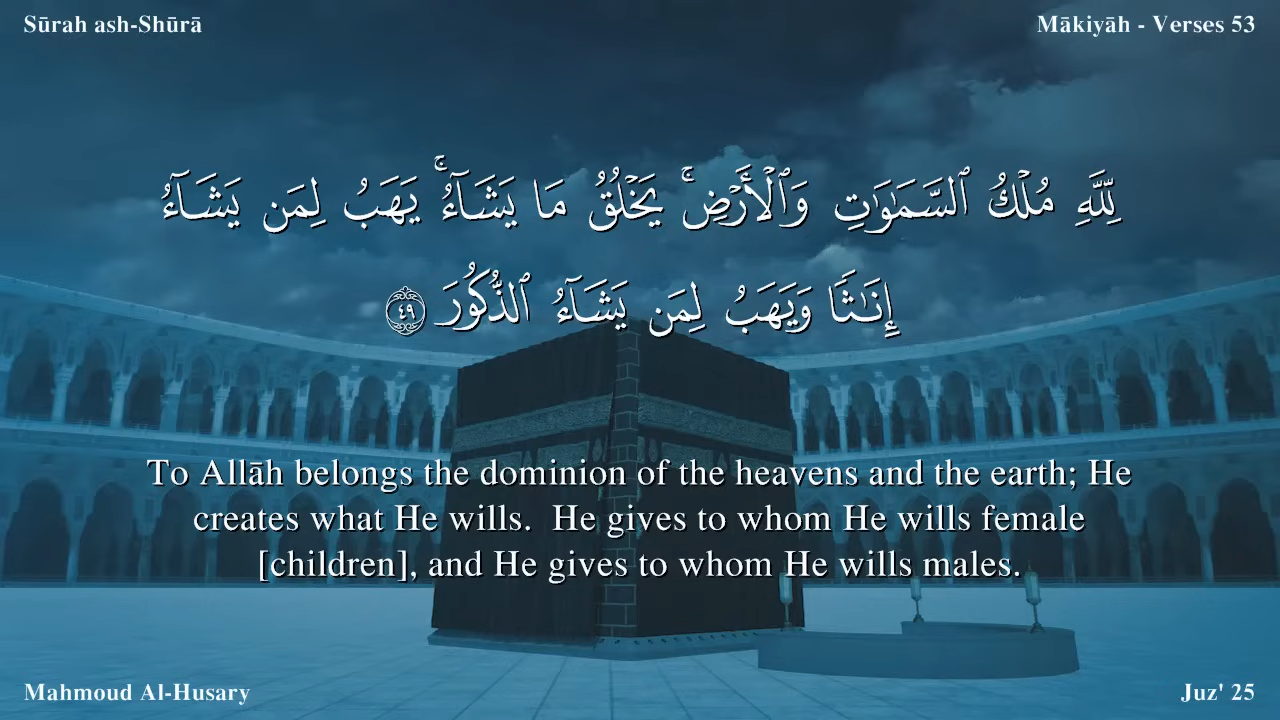 Sūrah ash-Shūrā
Mākiyāh - Verses 53
لِّلَّهِ مُلْكُ ٱلسَّمَـٰوَٰتِ وَٱلْأَرْضِ ۚ يَخْلُقُ مَا يَشَآءُ ۚ يَهَبُ لِمَن يَشَآءُ
إِنَـٰثًا وَيَهَبُ لِمَن يَشَآءُ ٱلذُّكُورَ ٤٩
To Allāh belongs the dominion of the heavens and the earth; He
creates what He wills.  He gives to whom He wills female
[children], and He gives to whom He wills males.
Mahmoud Al-Husary
Juz' 25